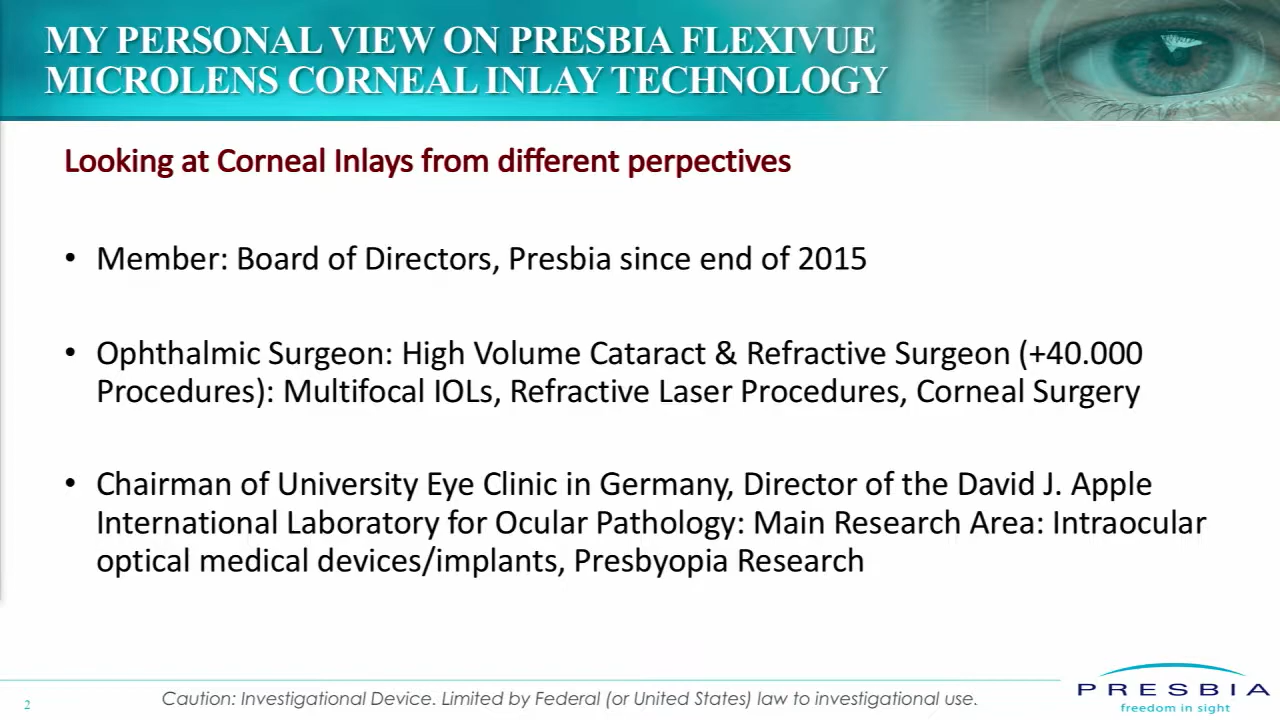 MY PERSONAL VIEW ON PRESBIA FLEXIVUE
MICROLENS CORNEAL INLAY TECHNOLOGY
Looking at Corneal Inlays from different perpectives
• Member: Board of Directors, Presbia since end of 2015
• Ophthalmic Surgeon: High Volume Cataract & Refractive Surgeon (+40.000
Procedures): Multifocal IOLs, Refractive Laser Procedures, Corneal Surgery
• Chairman of University Eye Clinic in Germany, Director of the David J. Apple
International Laboratory for Ocular Pathology: Main Research Area: Intraocular
optical medical devices/implants, Presbyopia Research
2
Caution: Investigational Device. Limited by Federal (or United States) law to investigational use.
PRESBIA
freedom in sight